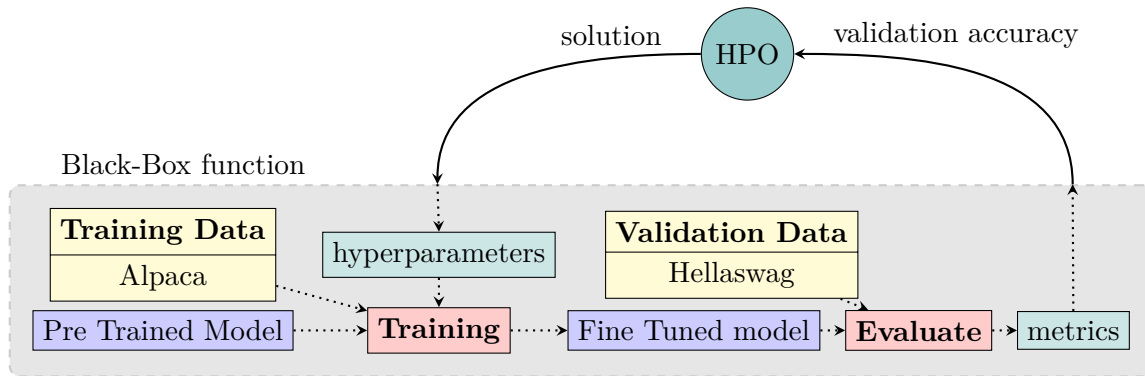 HPO
solution
validation accuracy
Black-Box function
Training Data
Alpaca
hyperparameters
Validation Data
Hellaswag
Pre Trained Model
Training
Fine Tuned model
Evaluate
metrics